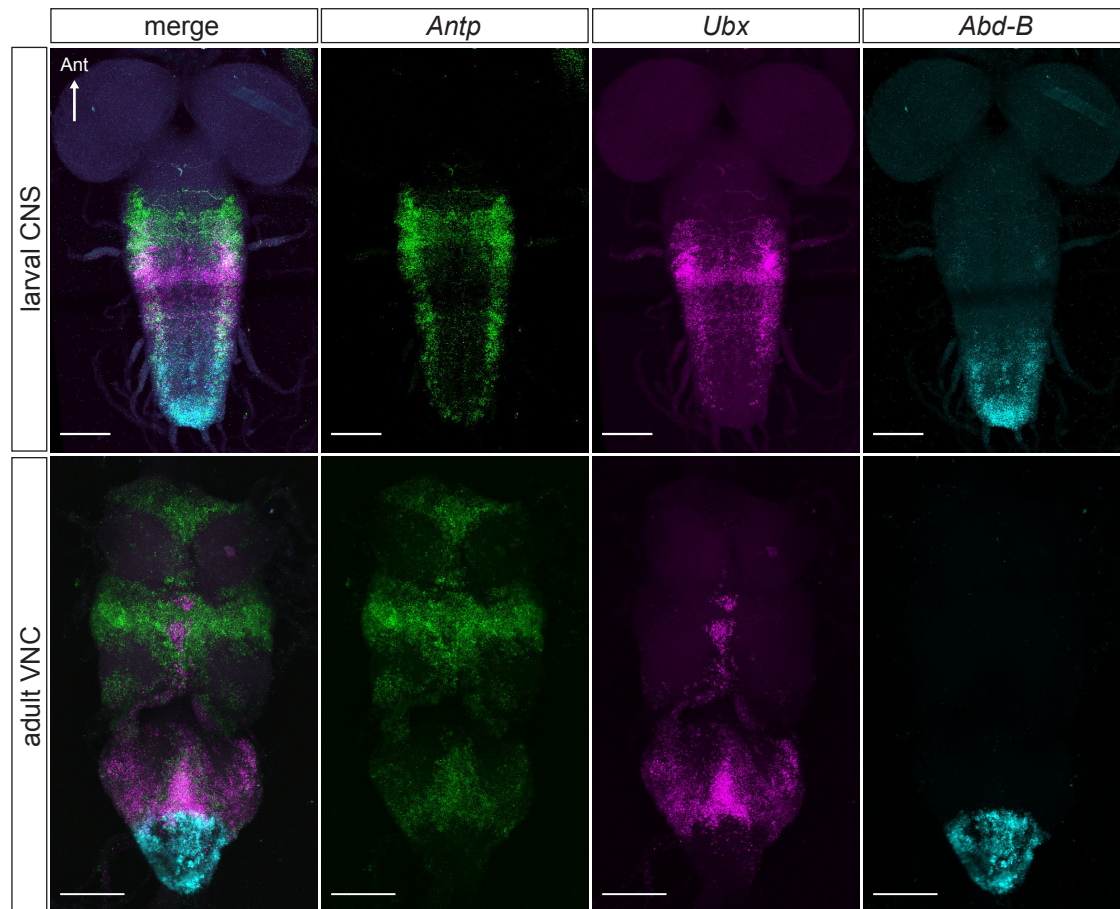 merge
Antp
Ubx
Abd-B
larval CNS
Ant
adult VNC